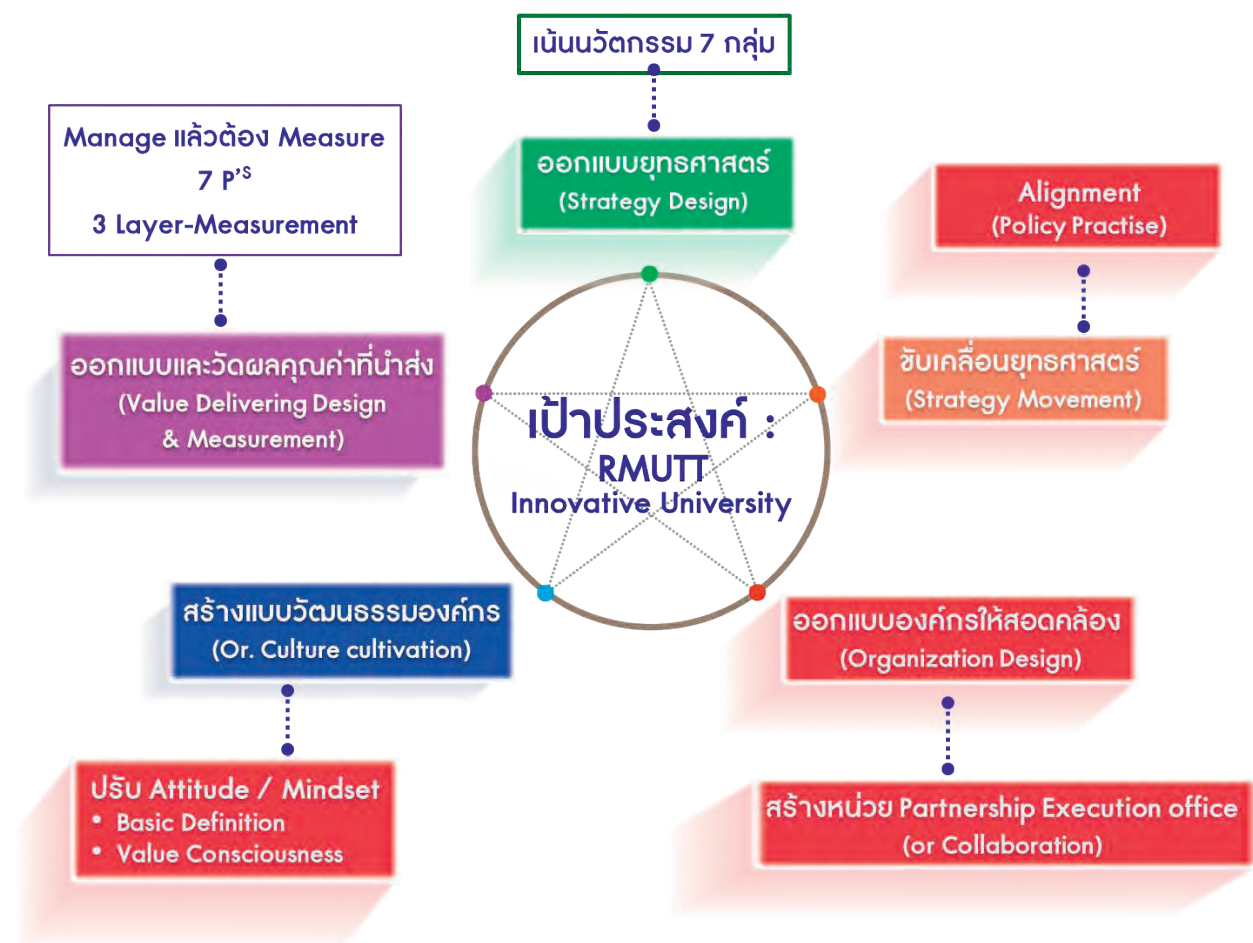 เน้นนวัตกรรม 7 กลุ่ม
ออกแบบยุทธศาสตร์
(Strategy Design)
Manage แล้วต้อง Measure
7 P'S
3 Layer-Measurement
ออกแบบและวัดผลคุณค่าที่นำส่ง
(Value Delivering Design
& Measurement)
Alignment
(Policy Practise)
ขับเคลื่อนยุทธศาสตร์
(Strategy Movement)
เป้าประสงค์ :
RMUTT
Innovative University
สร้างแบบวัฒนธรรมองค์กร
(Or. Culture cultivation)
ปรับ Attitude / Mindset
• Basic Definition
• Value Consciousness
ออกแบบองค์กรให้สอดคล้อง
(Organization Design)
สร้างหน่วย Partnership Execution office
(or Collaboration)